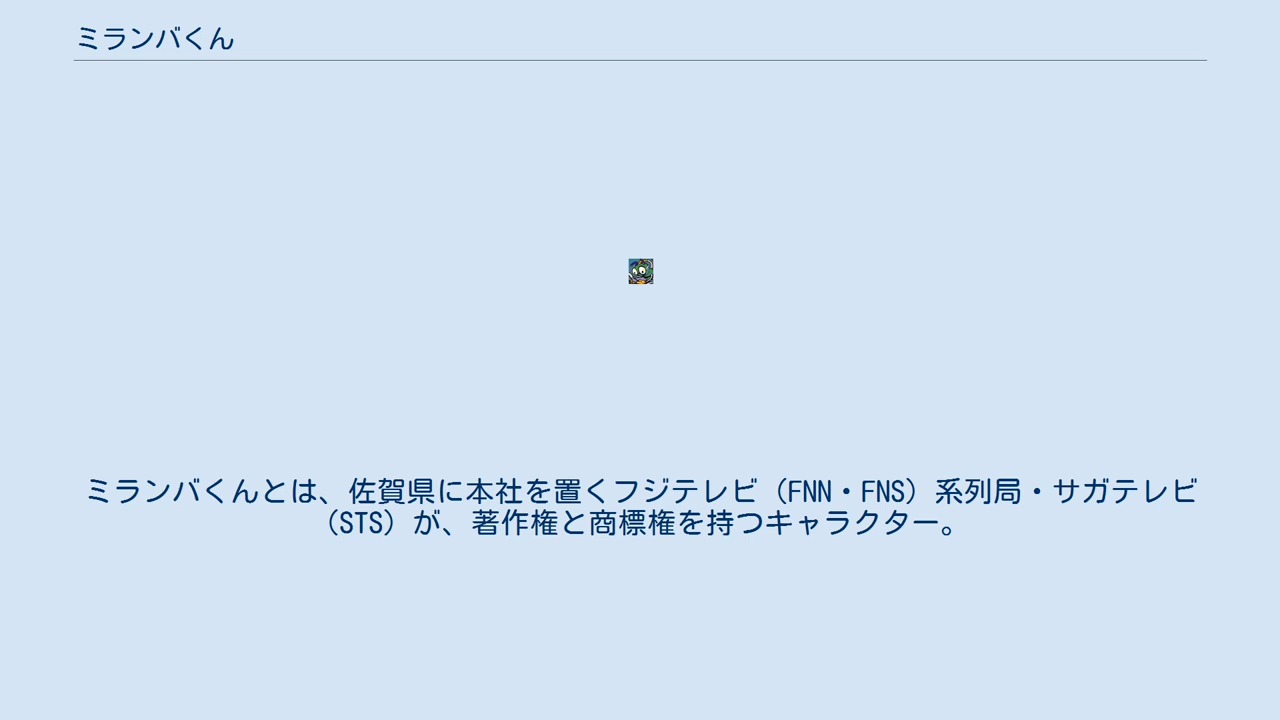 ミランバくん
ミランバくんとは、佐賀県に本社を置くフジテレビ（FNN・FNS）系列局・サガテレビ
（STS）が、著作権と商標権を持つキャラクター。